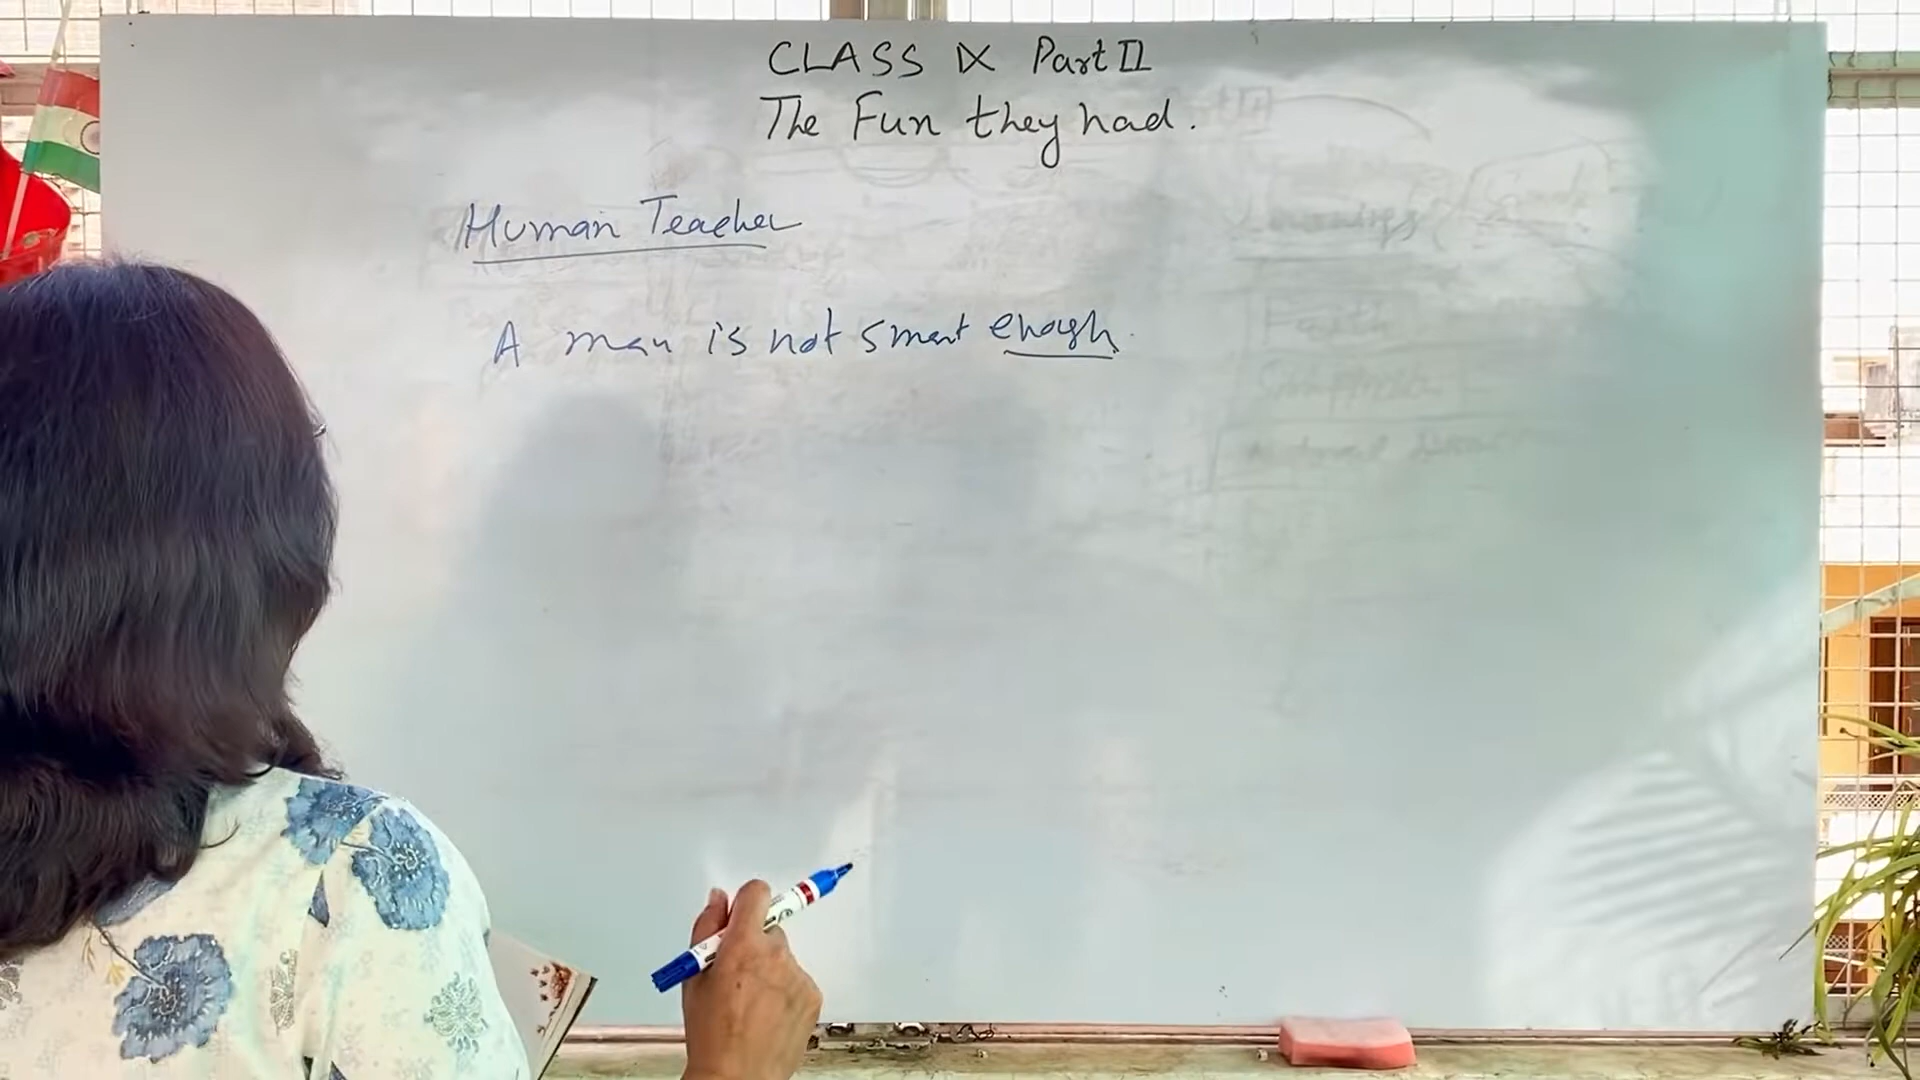 CLASS IX Part II
The Fun they had.
Human Teacher
A man is not smart enough.